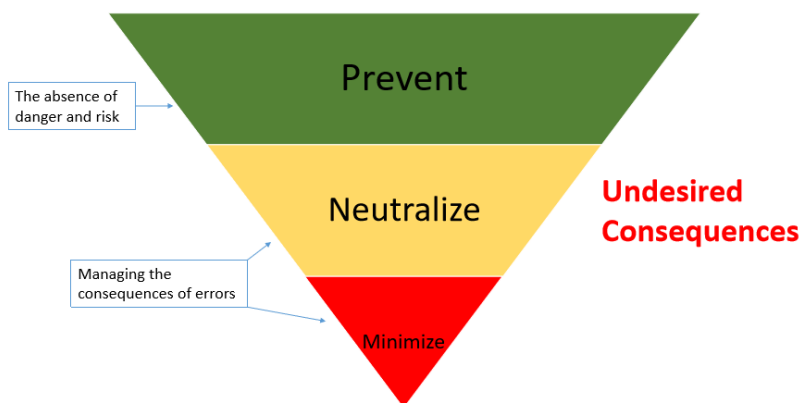 Prevent
The absence of
danger and risk
Neutralize
Undesired
Consequences
Managing the
consequences of errors
Minimize